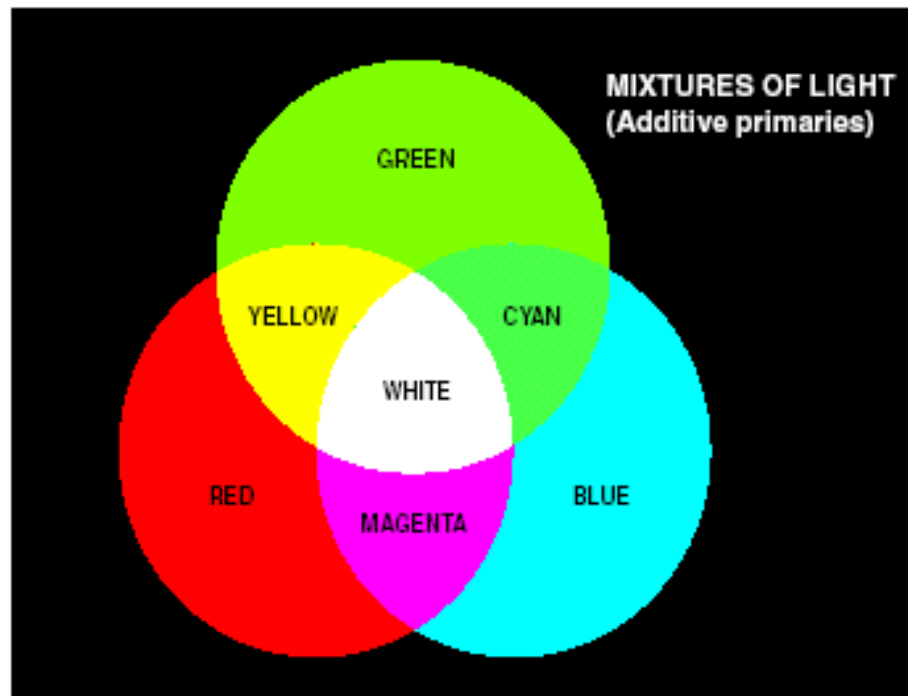 MIXTURES OF LIGHT
(Additive primaries)
GREEN
YELLOW
CYAN
WHITE
RED
BLUE
MAGENTA